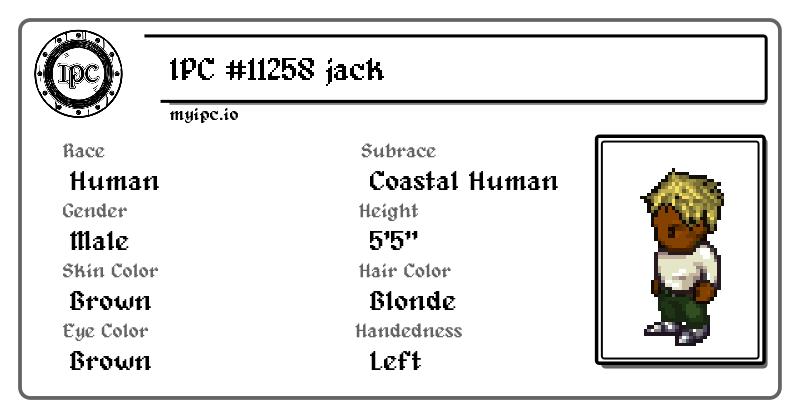 IPC
IPC #11258 jack
myipc.io
Race
Human
Subrace
Coastal Human
Gender
Male
Height
5'5"
Skin Color
Brown
Hair Color
Blonde
Eye Color
Brown
Handedness
Left